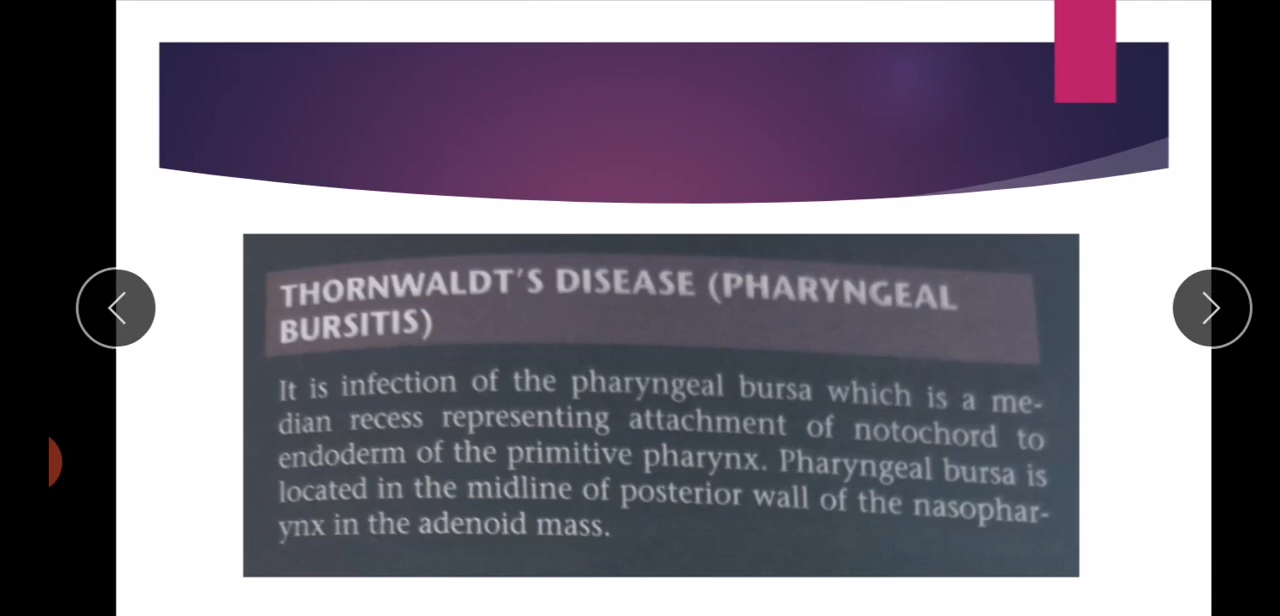 THORNWALDT'S DISEASE (PHARYNGEAL
BURSITIS)
It is infection of the pharyngeal bursa which is a me-
dian recess representing attachment of notochord to
endoderm of the primitive pharynx. Pharyngeal bursa is
located in the midline of posterior wall of the nasophar-
ynx in the adenoid mass.